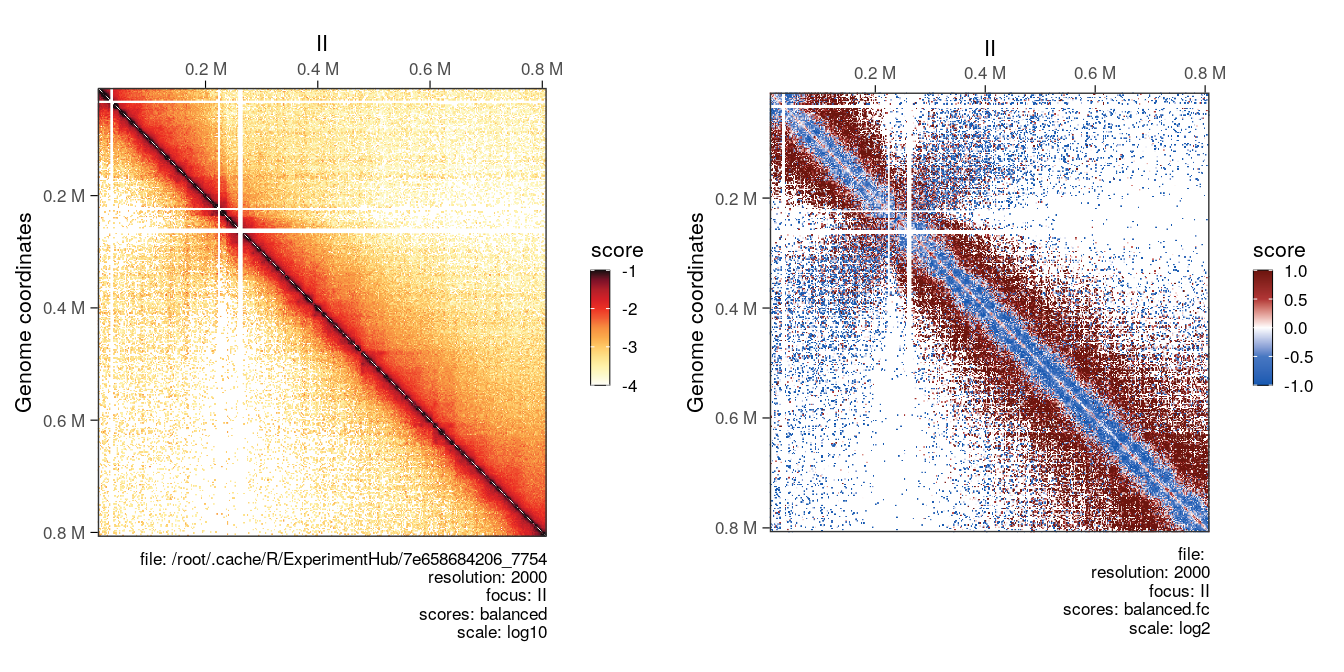 II
0.2 M 0.4 M 0.6 M 0.8 M
Genome coordinates
0.2 M
0.4 M
0.6 M
0.8 M
score
-1
-2
-3
-4
file: /root/.cache/R/ExperimentHub/7e658684206_7754
resolution: 2000
focus: II
scores: balanced
scale: log10
II
0.2 M 0.4 M 0.6 M 0.8 M
Genome coordinates
0.2 M
0.4 M
0.6 M
0.8 M
score
1.0
0.5
0.0
-0.5
-1.0
file:
resolution: 2000
focus: II
scores: balanced.fc
scale: log2